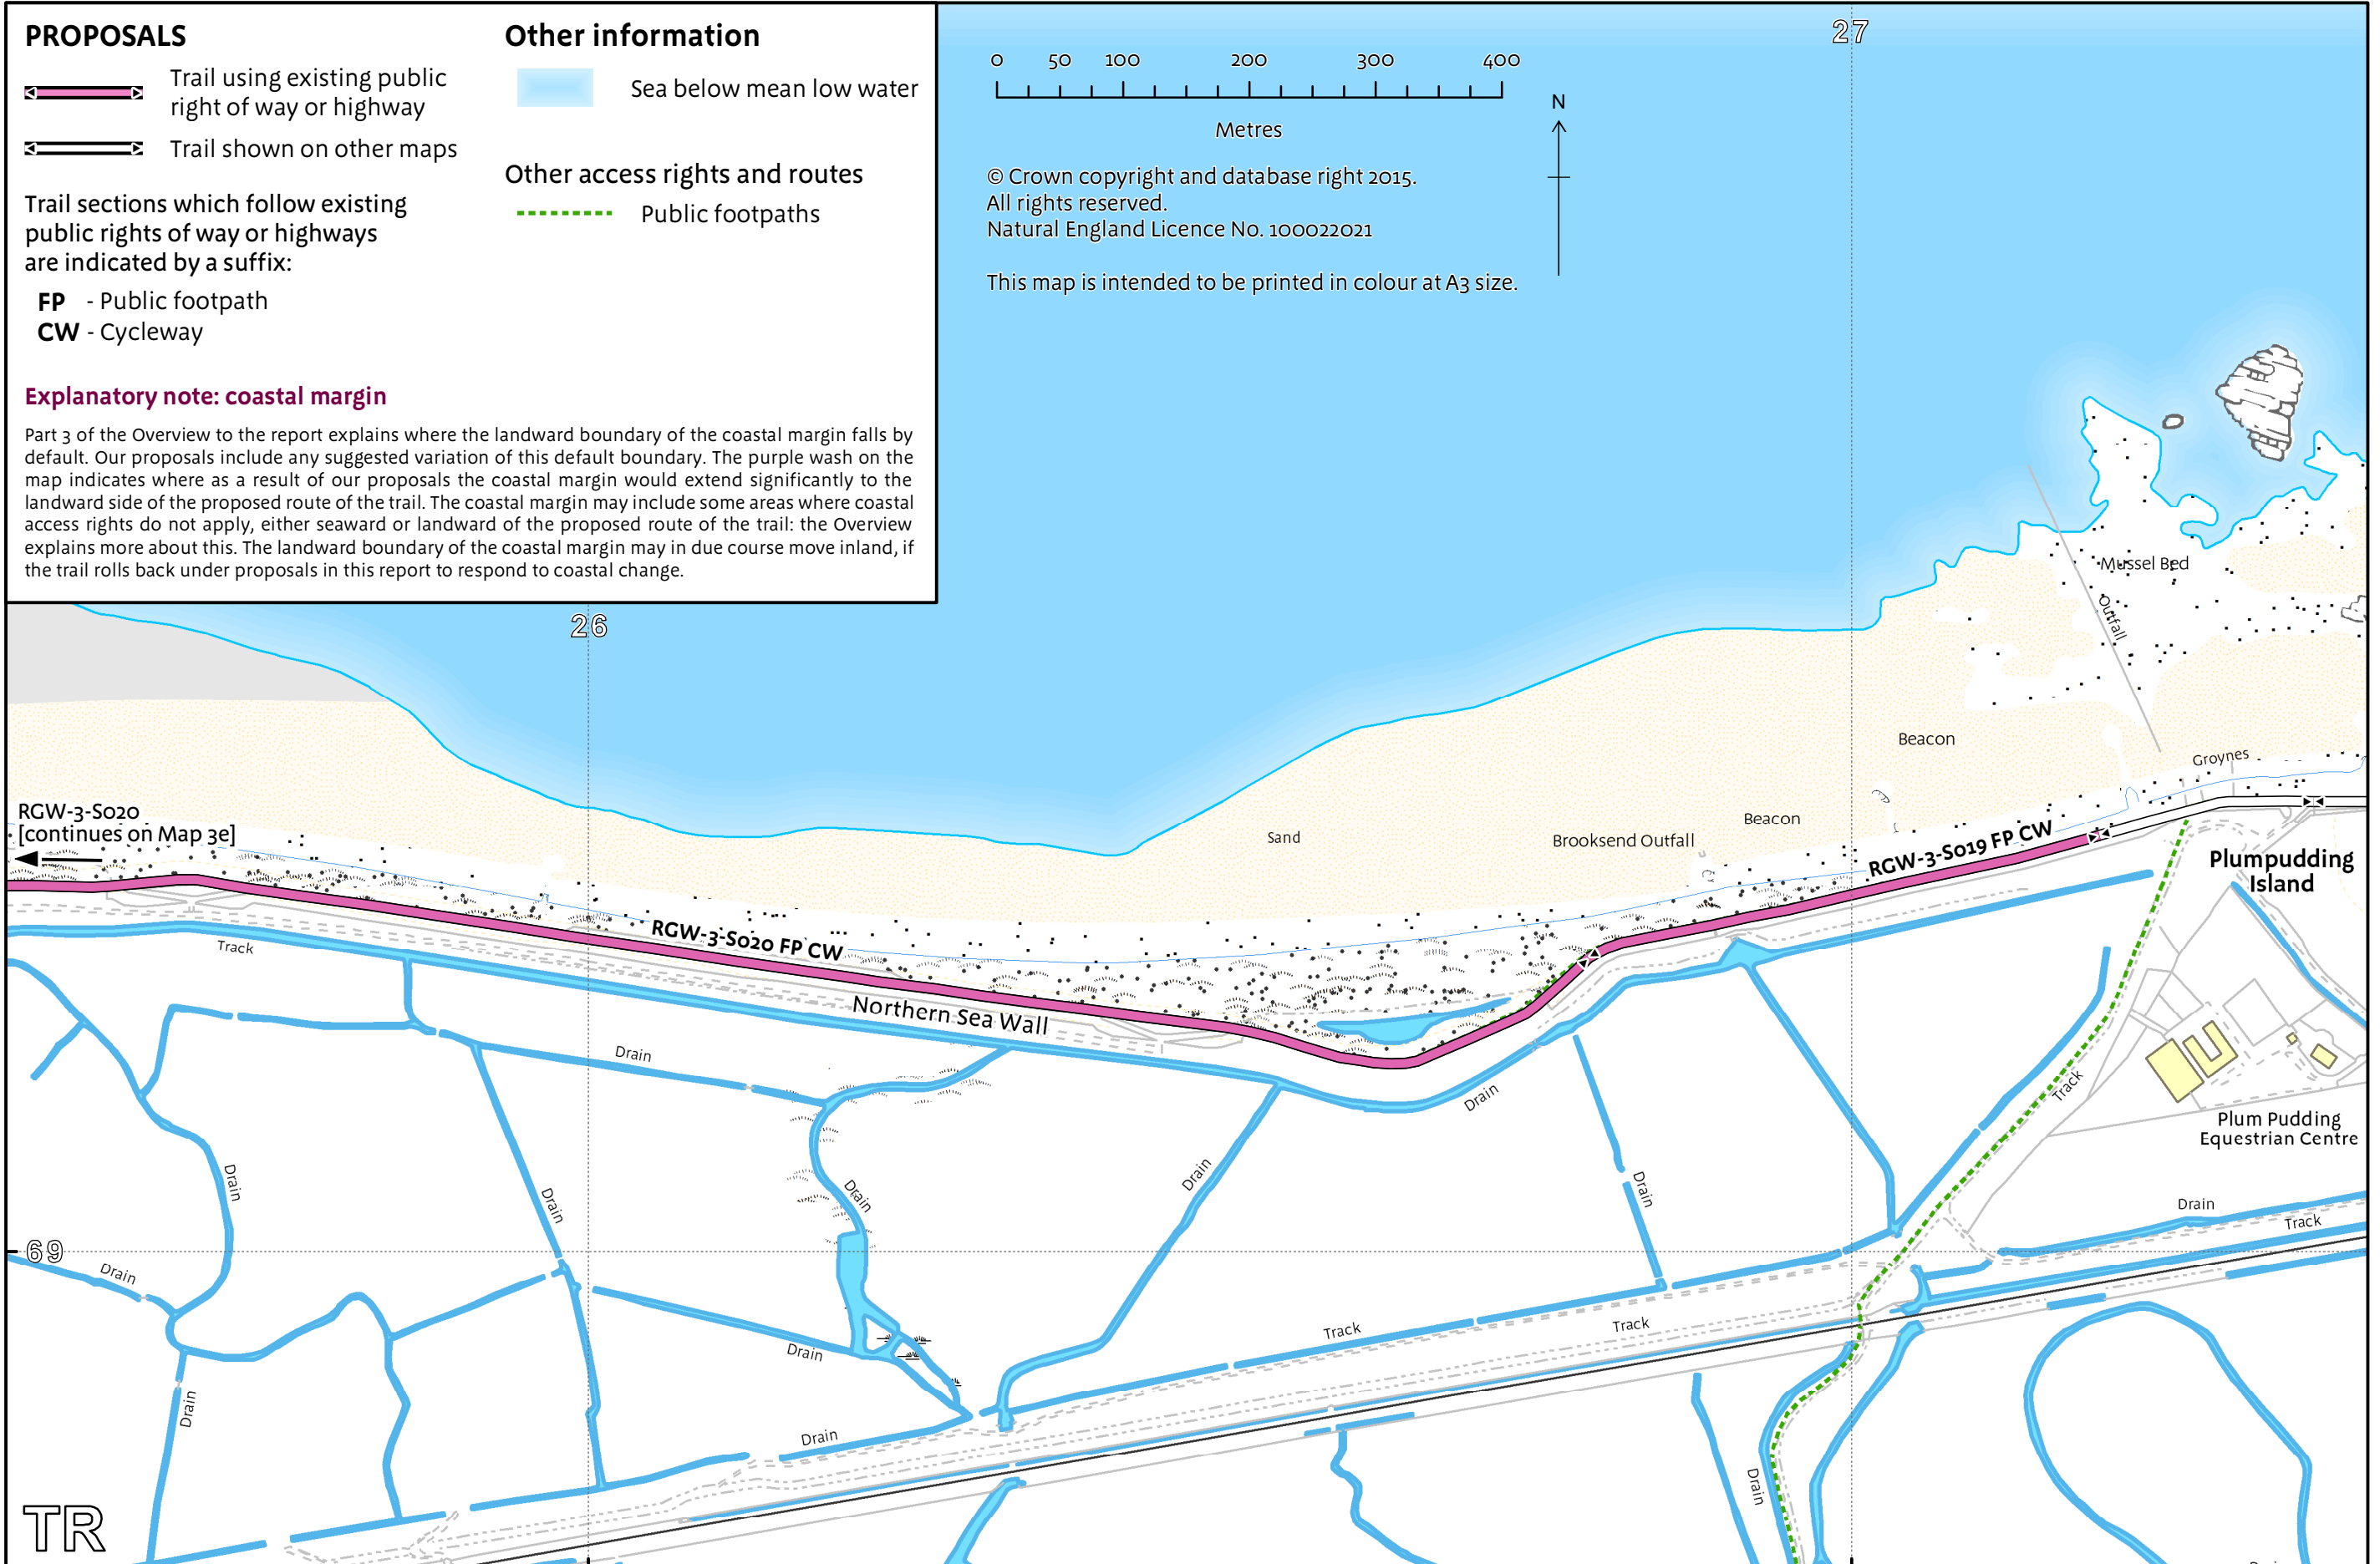 PROPOSALS
Trail using existing public
right of way or highway
Trail shown on other maps
Trail sections which follow existing
public rights of way or highways
are indicated by a suffix:
FP - Public footpath
CW - Cycleway
Other information
Sea below mean low water
Other access rights and routes
Public footpaths
Explanatory note: coastal margin
Part 3 of the Overview to the report explains where the landward boundary of the coastal margin falls by
default. Our proposals include any suggested variation of this default boundary. The purple wash on the
map indicates where as a result of our proposals the coastal margin would extend significantly to the
landward side of the proposed route of the trail. The coastal margin may include some areas where coastal
access rights do not apply, either seaward or landward of the proposed route of the trail: the Overview
explains more about this. The landward boundary of the coastal margin may in due course move inland, if
the trail rolls back under proposals in this report to respond to coastal change.
0 50 100 200 300 400
Metres
N
© Crown copyright and database right 2015.
All rights reserved.
Natural England Licence No. 100022021
This map is intended to be printed in colour at A3 size.
27
26
Mussel Bed
Outfall
Beacon
Groynes
RGW-3-S020
[continues on Map 3e]
Sand
Beacon
Brooksend Outfall
RGW-3-S019 FP CW
Plumpudding
Island
RGW-3-S020 FP CW
Track
Northern Sea Wall
Drain
Drain
Track
Plum Pudding
Equestrian Centre
Drain
Drain
Drain
Drain
Drain
Drain
Track
69
Drain
Track
Track
Drain
Drain
Drain
Drain
TR